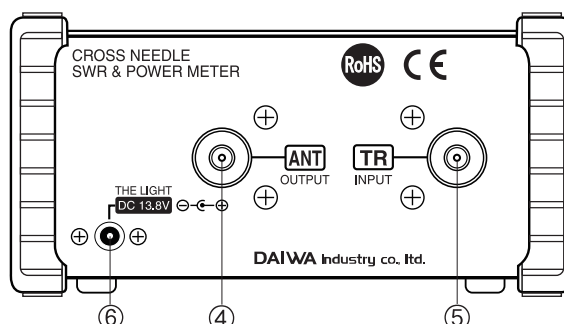 CROSS NEEDLE
SWR & POWER METER
RoHS CE
ANT
OUTPUT
TR
INPUT
THE LIGHT
DC 13.8V
DAIWA Industry co., ltd.
⑥ ④ ⑤